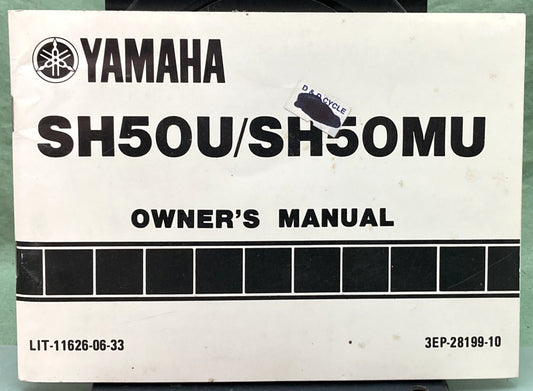 YAMAHA
D & D CYCLE
SH50U/SH50MU
OWNER'S MANUAL
LIT-11626-06-33
3EP-28199-10